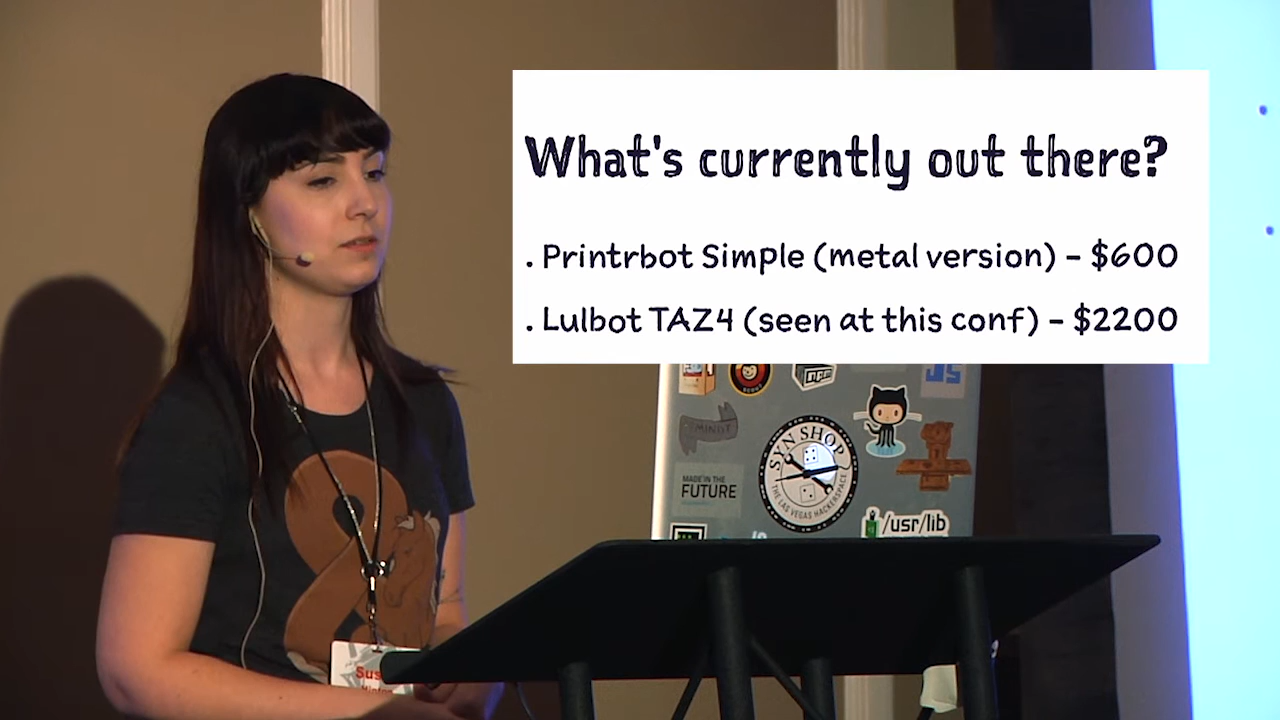 What's currently out there?
. Printrbot Simple (metal version) – $600
. Lulbot TAZ4 (seen at this conf) – $2200
JS
SYN SHOP
THE LAS VEGAS HACKERSPACE
MADE IN THE
FUTURE
/usr/lib